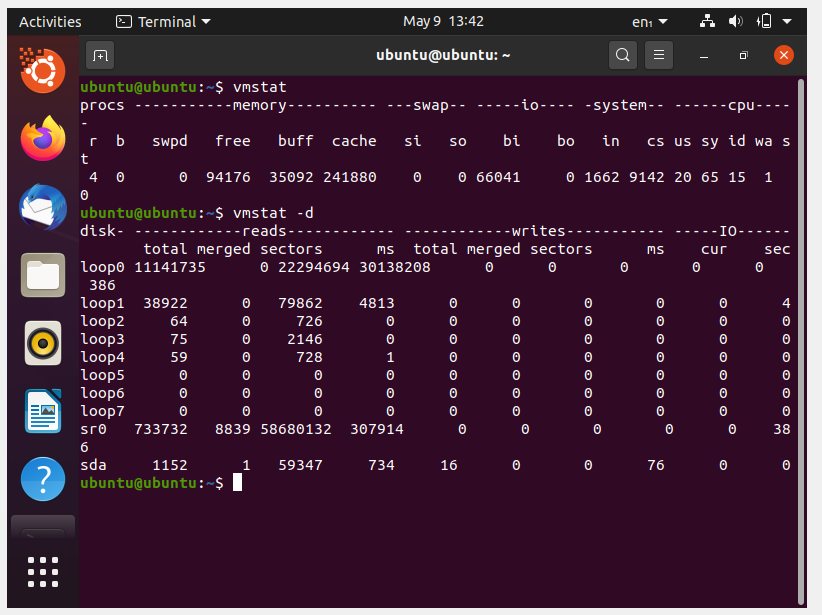 Activities Terminal May 9 13:42 en₁
ubuntu@ubuntu: ~
ubuntu@ubuntu:~$ vmstat
procs -----------memory---------- ---swap-- -----io---- -system-- ------cpu----
-
 r  b   swpd   free   buff  cache   si   so    bi    bo   in   cs us sy id wa s
t
 4  0      0  94176  35092 241880    0    0 66041     0 1662 9142 20 65 15  1
0
ubuntu@ubuntu:~$ vmstat -d
disk- ------------reads------------ ------------writes----------- -----IO------
       total merged sectors      ms  total merged sectors      ms    cur    sec
loop0 11141735      0 22294694 30138208      0      0       0       0      0
 386
loop1  38922      0   79862    4813      0      0       0       0      0      4
loop2     64      0     726       0      0      0       0       0      0      0
loop3     75      0    2146       0      0      0       0       0      0      0
loop4     59      0     728       1      0      0       0       0      0      0
loop5      0      0       0       0      0      0       0       0      0      0
loop6      0      0       0       0      0      0       0       0      0      0
loop7      0      0       0       0      0      0       0       0      0      0
sr0   733732   8839 58680132  307914      0      0       0       0      0    38
6
sda     1152      1   59347     734     16      0       0      76      0      0
ubuntu@ubuntu:~$